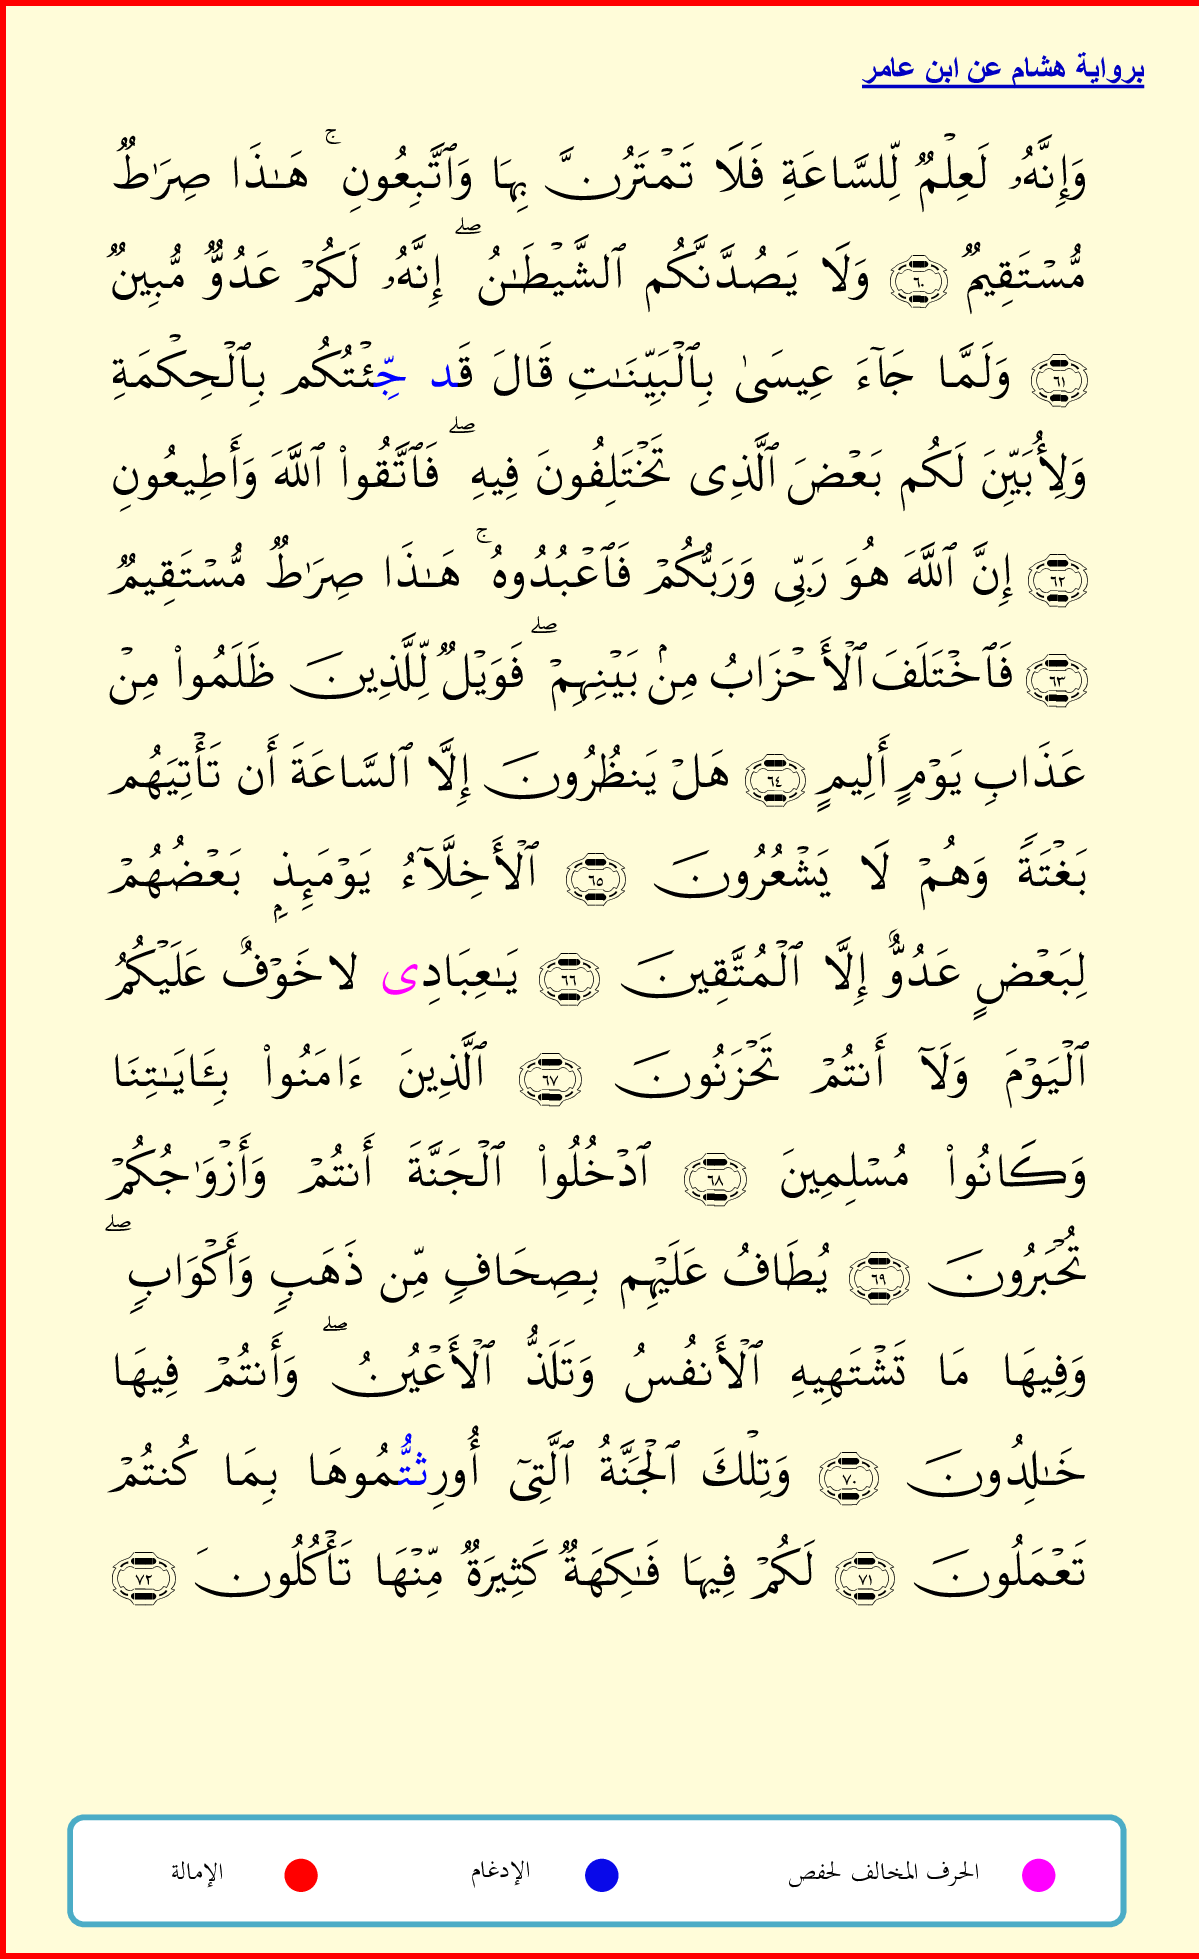 برواية هشام عن ابن عامر
وَإِنَّهُۥ لَعِلۡمٞ لِّلسَّاعَةِ فَلَا تَمۡتَرُنَّ بِهَا وَٱتَّبِعُونِۚ هَٰذَا صِرَٰطٞ
مُّسۡتَقِيمٞ ٦٠ وَلَا يَصُدَّنَّكُم ٱلشَّيۡطَٰنُۖ إِنَّهُۥ لَكُمۡ عَدُوّٞ مُّبِينٞ
٦١ وَلَمَّا جَآءَ عِيسَىٰ بِٱلۡبَيِّنَٰتِ قَالَ قَد جِّئۡتُكُم بِٱلۡحِكۡمَةِ
وَلِأُبَيِّنَ لَكُم بَعۡضَ ٱلَّذِى تَخۡتَلِفُونَ فِيهِۖ فَٱتَّقُواْ ٱللَّهَ وَأَطِيعُونِ
٦٢ إِنَّ ٱللَّهَ هُوَ رَبِّى وَرَبُّكُمۡ فَٱعۡبُدُوهُۚ هَٰذَا صِرَٰطٞ مُّسۡتَقِيمٞ
٦٣ فَٱخۡتَلَفَ ٱلۡأَحۡزَابُ مِنۢ بَيۡنِهِمۡۖ فَوَيۡلٞ لِّلَّذِينَ ظَلَمُواْ مِنۡ
عَذَابِ يَوۡمٍ أَلِيمٍ ٦٤ هَلۡ يَنظُرُونَ إِلَّا ٱلسَّاعَةَ أَن تَأۡتِيَهُم
بَغۡتَةٗ وَهُمۡ لَا يَشۡعُرُونَ ٦٥ ٱلۡأَخِلَّآءُ يَوۡمَئِذِۭ بَعۡضُهُمۡ
لِبَعۡضٍ عَدُوٌّ إِلَّا ٱلۡمُتَّقِينَ ٦٦ يَٰعِبَادِى لا خَوۡفٌ عَلَيۡكُمُ
ٱلۡيَوۡمَ وَلَآ أَنتُمۡ تَحۡزَنُونَ ٦٧ ٱلَّذِينَ ءَامَنُواْ بِـَٔايَٰتِنَا
وَكَانُواْ مُسۡلِمِينَ ٦٨ ٱدۡخُلُواْ ٱلۡجَنَّةَ أَنتُمۡ وَأَزۡوَٰجُكُمۡ
تُحۡبَرُونَ ٦٩ يُطَافُ عَلَيۡهِم بِصِحَافٍ مِّن ذَهَبٍ وَأَكۡوَابٍۖ
وَفِيهَا مَا تَشۡتَهِيهِ ٱلۡأَنفُسُ وَتَلَذُّ ٱلۡأَعۡيُنُۖ وَأَنتُمۡ فِيهَا
خَٰلِدُونَ ٧٠ وَتِلۡكَ ٱلۡجَنَّةُ ٱلَّتِىٓ أُورِثتُّمُوهَا بِمَا كُنتُمۡ
تَعۡمَلُونَ ٧١ لَكُمۡ فِيهَا فَٰكِهَةٞ كَثِيرَةٞ مِّنۡهَا تَأۡكُلُونَ ٧٢
الحرف المخالف لحفص الإدغام الإمالة